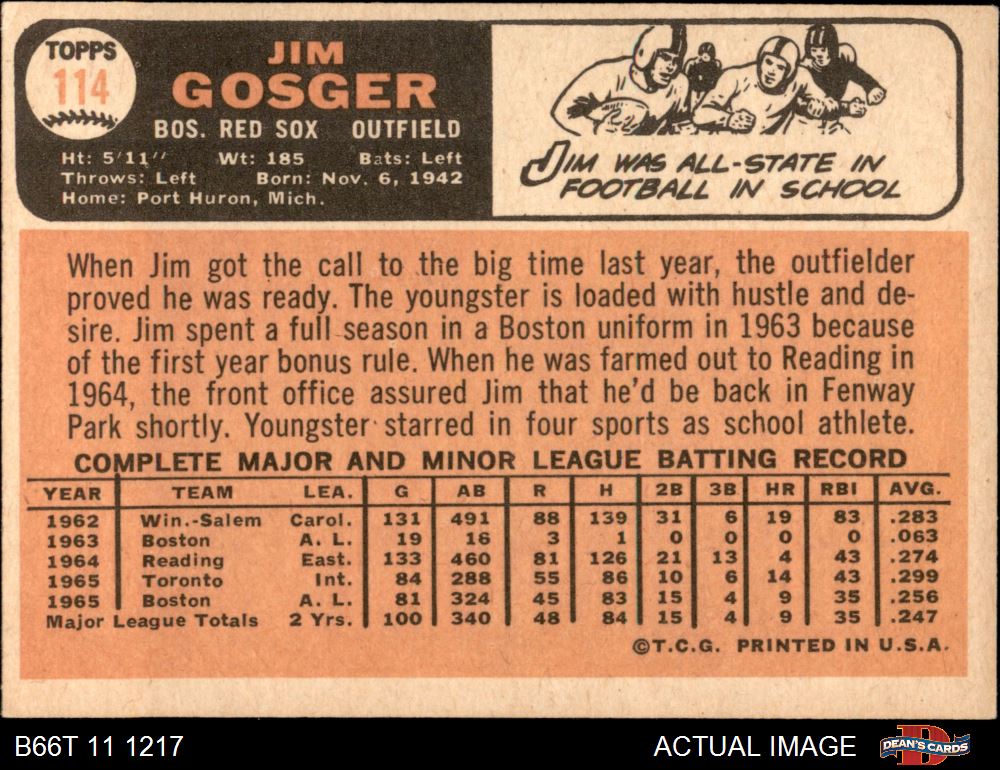 TOPPS
114
JIM
GOSGER
BOS. RED SOX OUTFIELD
Ht: 5'11" Wt: 185 Bats: Left
Throws: Left Born: Nov. 6, 1942
Home: Port Huron, Mich.
JIM WAS ALL-STATE IN
FOOTBALL IN SCHOOL
When Jim got the call to the big time last year, the outfielder
proved he was ready. The youngster is loaded with hustle and de-
sire. Jim spent a full season in a Boston uniform in 1963 because
of the first year bonus rule. When he was farmed out to Reading in
1964, the front office assured Jim that he'd be back in Fenway
Park shortly. Youngster starred in four sports as school athlete.
COMPLETE MAJOR AND MINOR LEAGUE BATTING RECORD
YEAR TEAM LEA. G AB R H 2B 3B HR RBI AVG.
1962 Win.-Salem Carol. 131 491 88 139 31 6 19 83 .283
1963 Boston A. L. 19 16 3 1 0 0 0 0 .063
1964 Reading East. 133 460 81 126 21 13 4 43 .274
1965 Toronto Int. 84 288 55 86 10 6 14 43 .299
1965 Boston A. L. 81 324 45 83 15 4 9 35 .256
Major League Totals 2 Yrs. 100 340 48 84 15 4 9 35 .247
©T.C.G. PRINTED IN U.S.A.
B66T 11 1217 ACTUAL IMAGE
D
DEAN'S CARDS